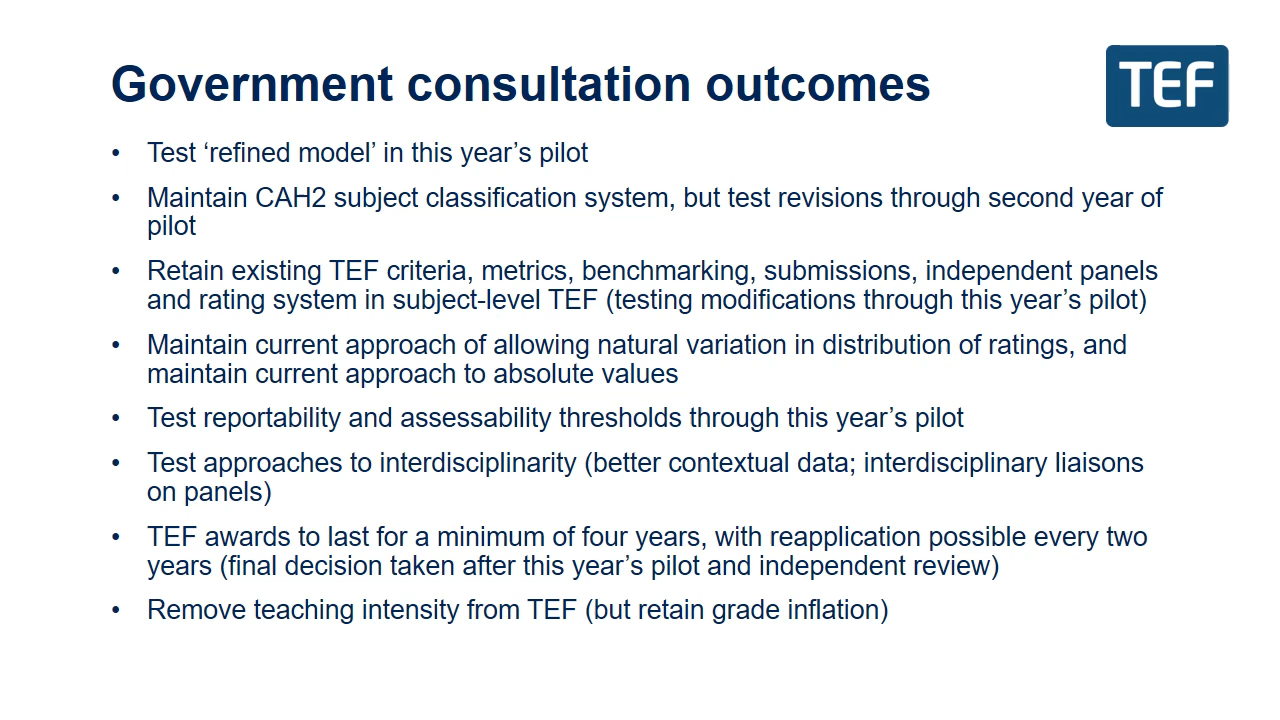 Government consultation outcomes
TEF
• Test ‘refined model’ in this year’s pilot
• Maintain CAH2 subject classification system, but test revisions through second year of
pilot
• Retain existing TEF criteria, metrics, benchmarking, submissions, independent panels
and rating system in subject-level TEF (testing modifications through this year’s pilot)
• Maintain current approach of allowing natural variation in distribution of ratings, and
maintain current approach to absolute values
• Test reportability and assessability thresholds through this year’s pilot
• Test approaches to interdisciplinarity (better contextual data; interdisciplinary liaisons
on panels)
• TEF awards to last for a minimum of four years, with reapplication possible every two
years (final decision taken after this year’s pilot and independent review)
• Remove teaching intensity from TEF (but retain grade inflation)